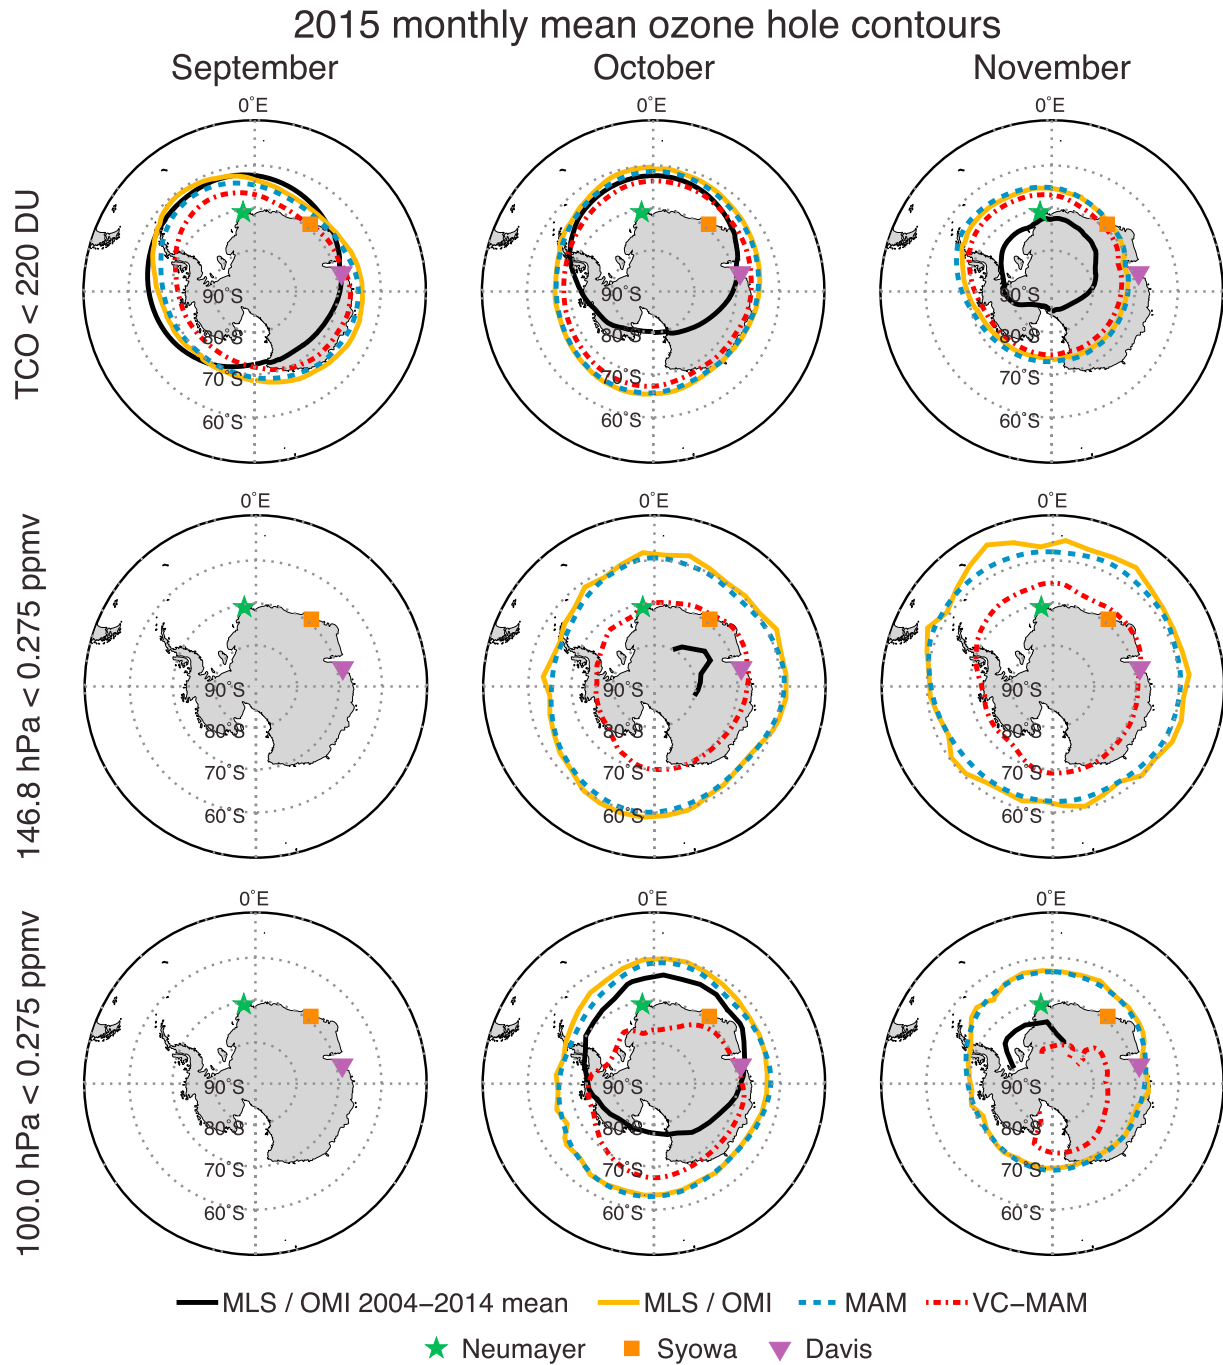 2015 monthly mean ozone hole contours
September October November
0°E 0°E 0°E
TCO < 220 DU
90°S 90°S 90°S
80°S 80°S 80°S
70°S 70°S 70°S
60°S 60°S 60°S
0°E 0°E 0°E
146.8 hPa < 0.275 ppmv
90°S 90°S 90°S
80°S 80°S 80°S
70°S 70°S 70°S
60°S 60°S 60°S
0°E 0°E 0°E
100.0 hPa < 0.275 ppmv
90°S 90°S 90°S
80°S 80°S 80°S
70°S 70°S 70°S
60°S 60°S 60°S
MLS / OMI 2004–2014 mean MLS / OMI MAM VC–MAM
Neumayer Syowa Davis